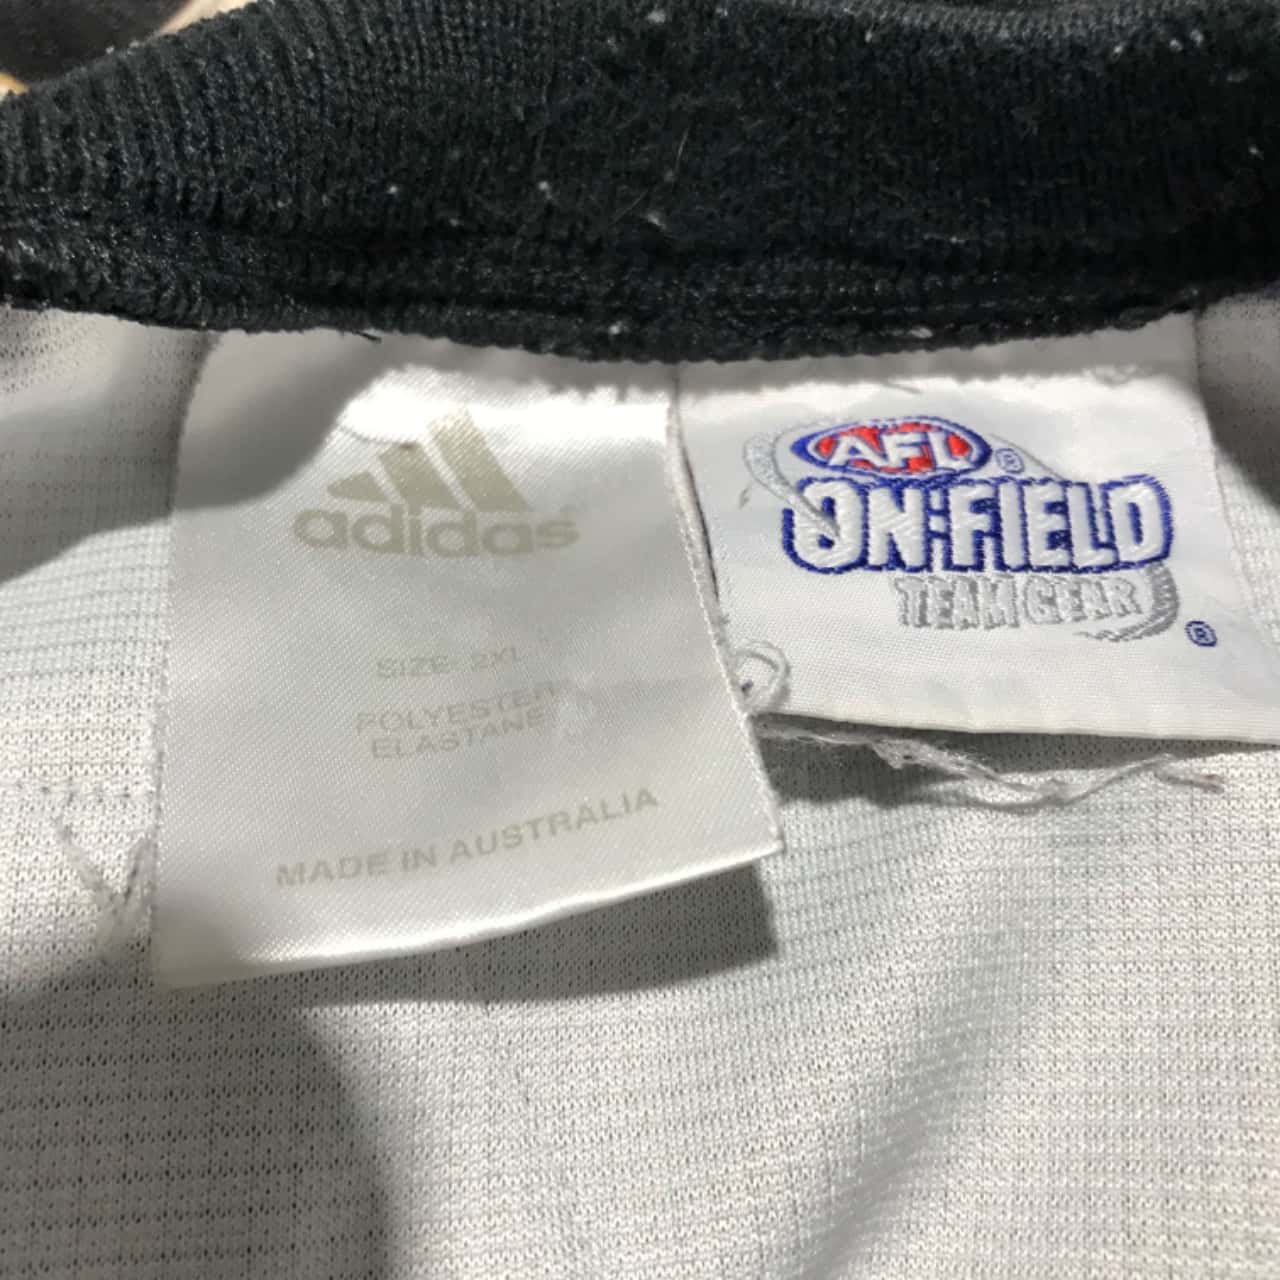 adidas
SIZE: 2XL
POLYESTER
ELASTANE
MADE IN AUSTRALIA
AFL®
ON-FIELD
TEAM GEAR
®